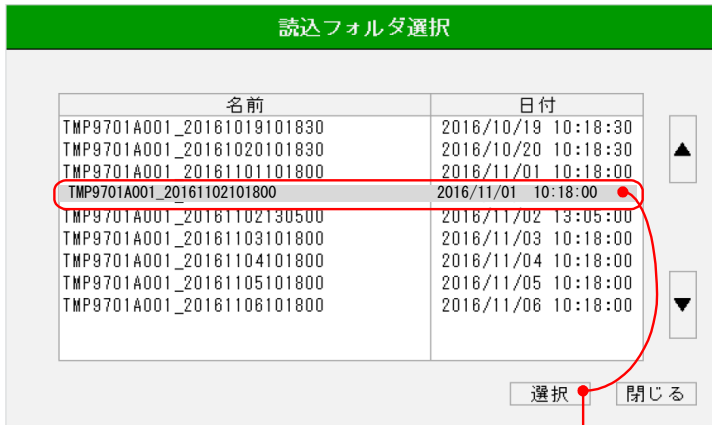 読込フォルダ選択
名前 日付
TMP9701A001_20161019101830 2016/10/19 10:18:30
TMP9701A001_20161020101830 2016/10/20 10:18:30
TMP9701A001_20161101101800 2016/11/01 10:18:00
TMP9701A001_20161102101800 2016/11/01 10:18:00
TMP9701A001_20161102130500 2016/11/02 13:05:00
TMP9701A001_20161103101800 2016/11/03 10:18:00
TMP9701A001_20161104101800 2016/11/04 10:18:00
TMP9701A001_20161105101800 2016/11/05 10:18:00
TMP9701A001_20161106101800 2016/11/06 10:18:00
選択 閉じる